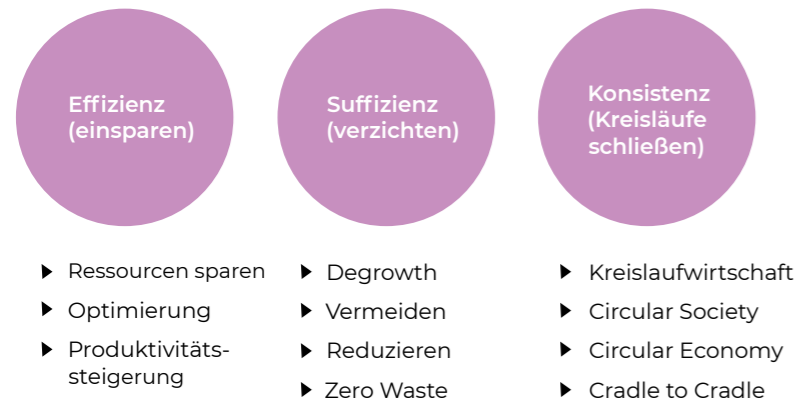 Effizienz
(einsparen)
Suffizienz
(verzichten)
Konsistenz
(Kreisläufe
schließen)
Ressourcen sparen
Optimierung
Produktivitäts-
steigerung
Degrowth
Vermeiden
Reduzieren
Zero Waste
Kreislaufwirtschaft
Circular Society
Circular Economy
Cradle to Cradle